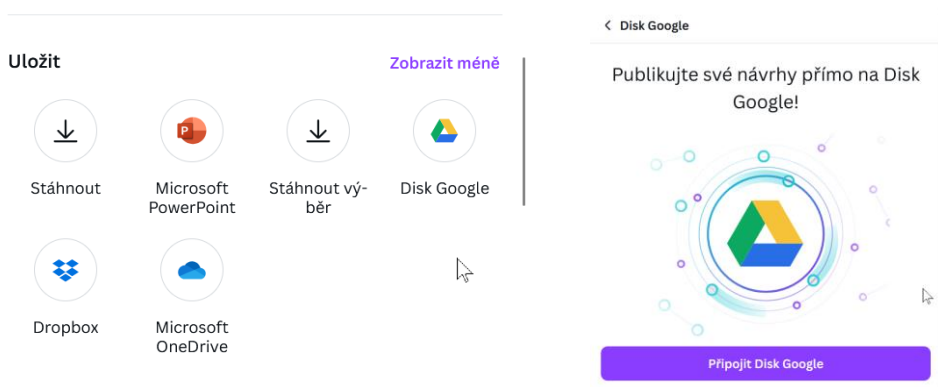 Uložit
Zobrazit méně
Stáhnout
Microsoft
PowerPoint
Stáhnout vý-
běr
Disk Google
Dropbox
Microsoft
OneDrive
Disk Google
Publikujte své návrhy přímo na Disk
Google!
Připojit Disk Google